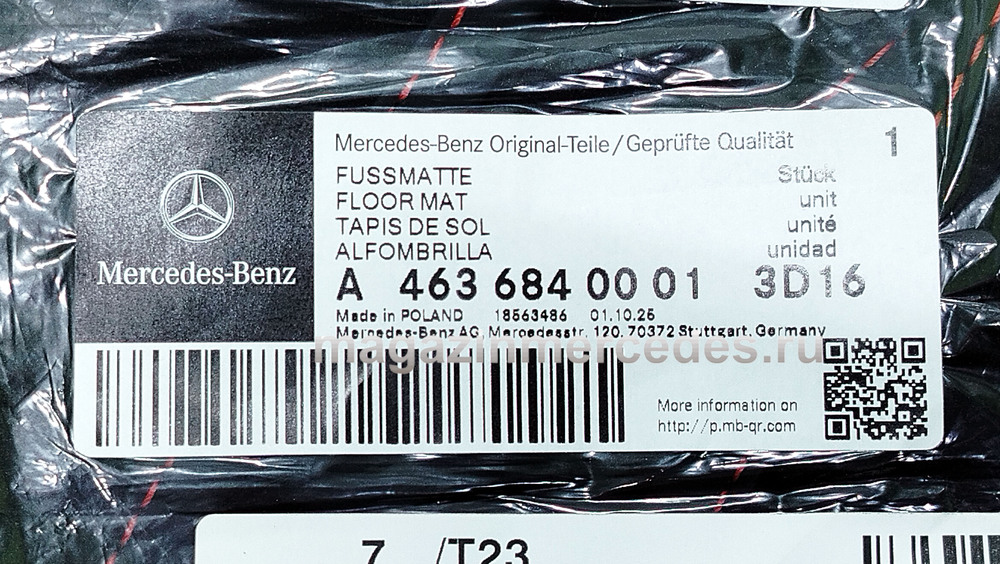 Mercedes-Benz
Mercedes-Benz Original-Teile/Geprüfte Qualität 1
FUSSMATTE Stück
FLOOR MAT unit
TAPIS DE SOL unité
ALFOMBRILLA unidad
A 463 684 00 01 3D16
Made in POLAND 18563486 01.10.25
Mercedes-Benz AG, Mercedesstr. 120, 70372 Stuttgart, Germany
magazinmercedes.ru
More information on
http://p.mb-qr.com
7 /T23